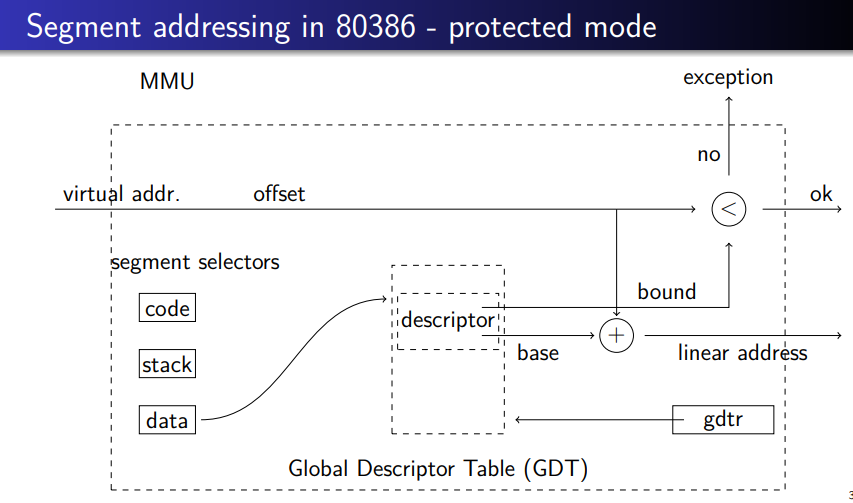 Segment addressing in 80386 - protected mode
MMU
exception
no
virtual addr.
offset
<
ok
segment selectors
code
bound
descriptor
+
base
linear address
stack
data
gdtr
Global Descriptor Table (GDT)
3